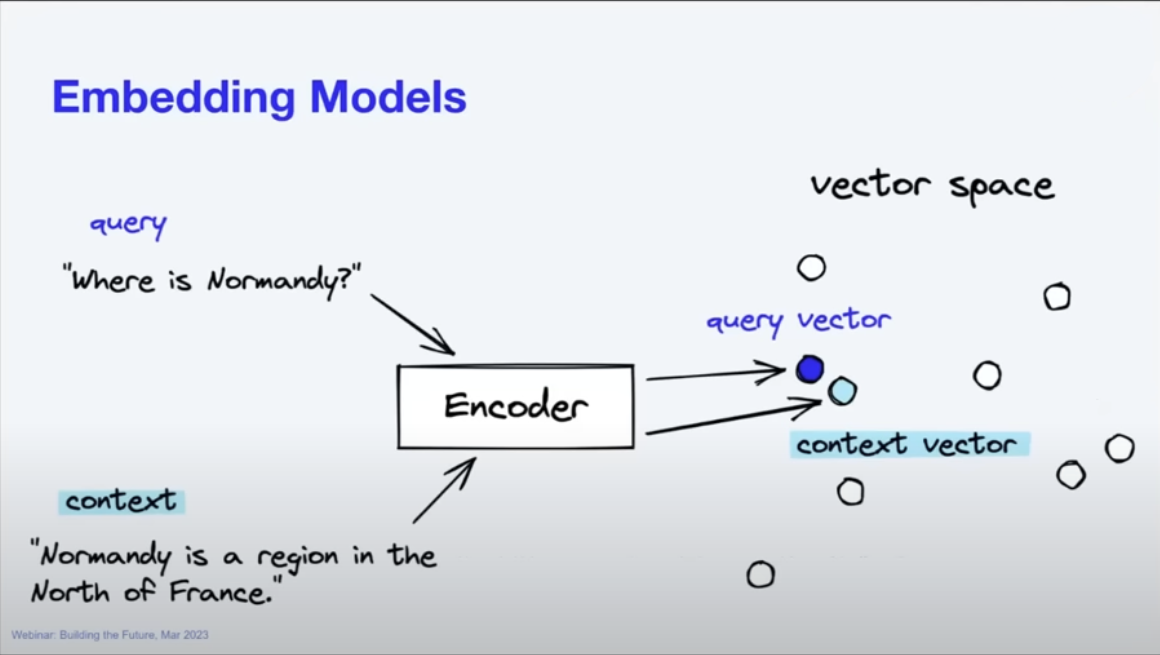 Embedding Models
vector space
query
"Where is Normandy?"
query vector
Encoder
context vector
context
"Normandy is a region in the
North of France."
Webinar: Building the Future, Mar 2023